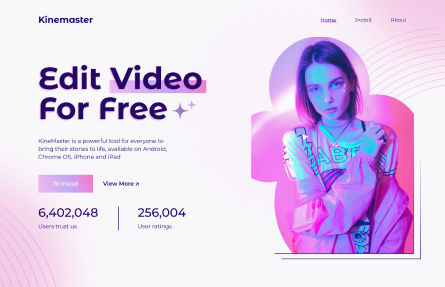 Kinemaster
Home Install About
Edit Video
For Free
KineMaster is a powerful tool for everyone to
bring their stories to life, available on Android,
Chrome OS, iPhone and iPad
To install View More
6,402,048 256,004
Users trust us User ratings